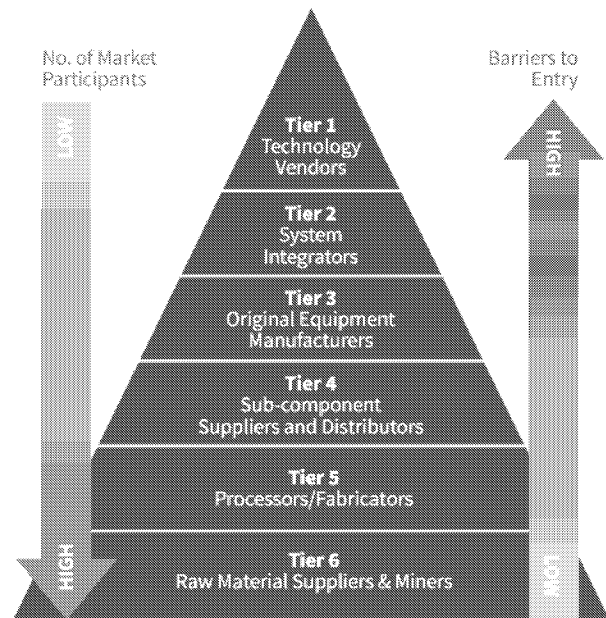 No. of Market
Participants
Barriers to
Entry
LOW
HIGH
Tier 1
Technology
Vendors
Tier 2
System
Integrators
Tier 3
Original Equipment
Manufacturers
Tier 4
Sub-component
Suppliers and Distributors
Tier 5
Processors/Fabricators
Tier 6
Raw Material Suppliers & Miners
HIGH
LOW